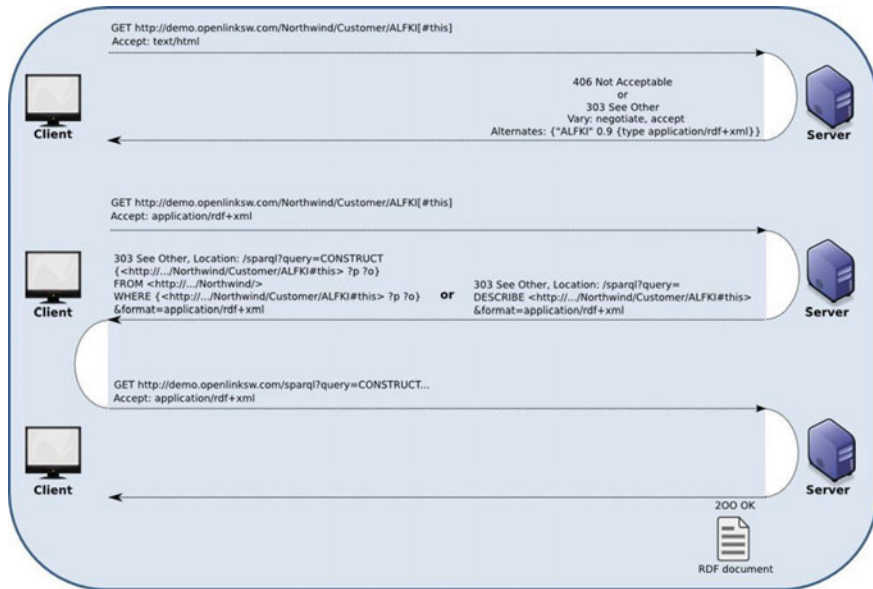 GET http://demo.openlinksw.com/Northwind/Customer/ALFKI[#this]
Accept: text/html
406 Not Acceptable
or
303 See Other
Vary: negotiate, accept
Alternates: {"ALFKI" 0.9 {type application/rdf+xml}}
Client
Server
GET http://demo.openlinksw.com/Northwind/Customer/ALFKI[#this]
Accept: application/rdf+xml
303 See Other, Location: /sparql?query=CONSTRUCT
{<http://.../Northwind/Customer/ALFKI#this> ?p ?o}
FROM <http://.../Northwind/>
WHERE {<http://.../Northwind/Customer/ALFKI#this> ?p ?o}
&format=application/rdf+xml
or
303 See Other, Location: /sparql?query=
DESCRIBE <http://.../Northwind/Customer/ALFKI#this>
&format=application/rdf+xml
Client
Server
GET http://demo.openlinksw.com/sparql?query=CONSTRUCT...
Accept: application/rdf+xml
Client
Server
200 OK
RDF document